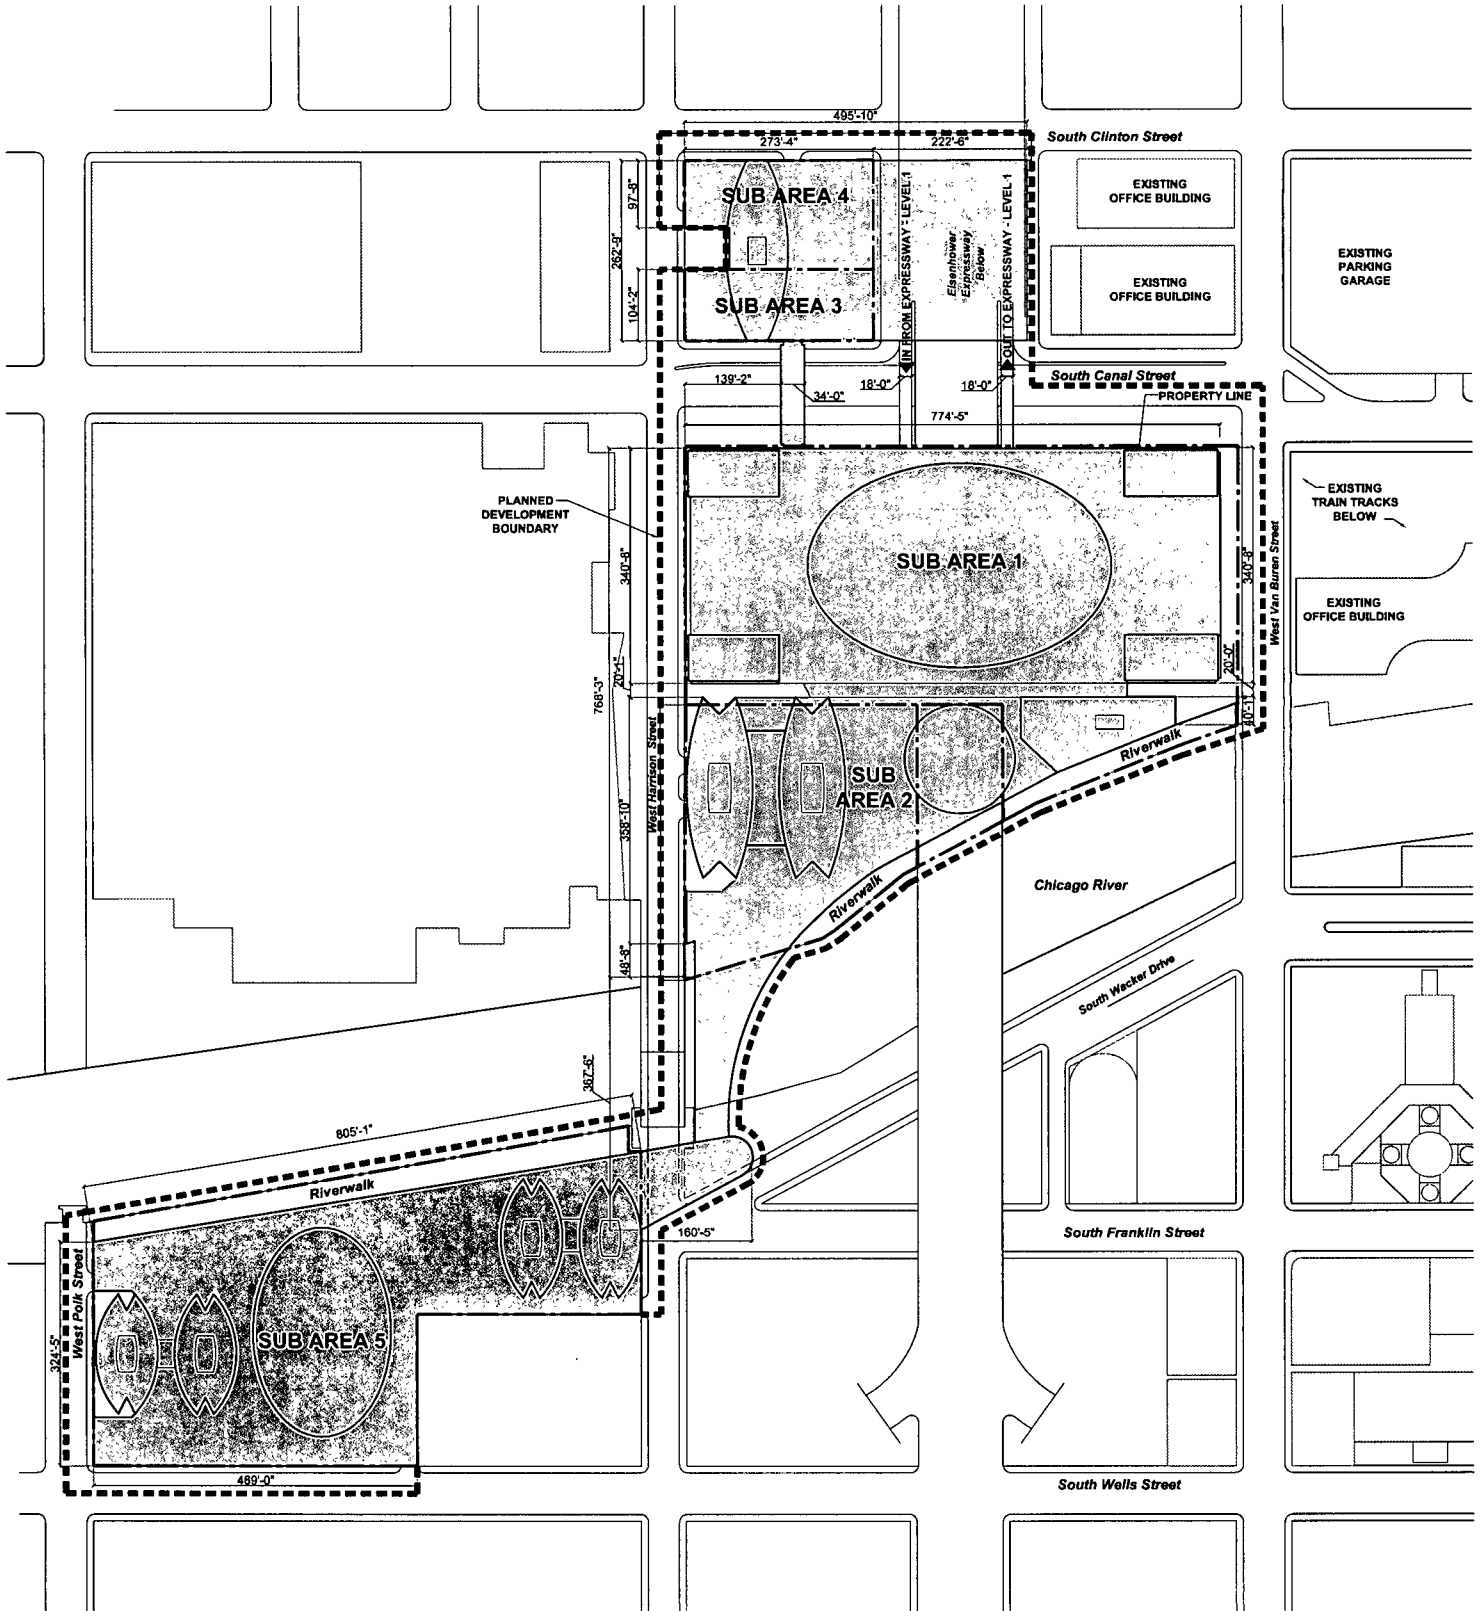 495'-10"
South Clinton Street
273'-4"
222'-6"
SUB AREA 4
97'-8"
262'-9"
104'-2"
SUB AREA 3
IN FROM EXPRESSWAY - LEVEL 1
Eisenhower
Expressway
Below
OUT TO EXPRESSWAY - LEVEL 1
EXISTING
OFFICE BUILDING
EXISTING
OFFICE BUILDING
EXISTING
PARKING
GARAGE
139'-2"
34'-0"
18'-0"
18'-0"
South Canal Street
PROPERTY LINE
774'-5"
PLANNED
DEVELOPMENT
BOUNDARY
EXISTING
TRAIN TRACKS
BELOW
SUB AREA 1
340'-8"
340'-8"
West Van Buren Street
EXISTING
OFFICE BUILDING
768'-3"
20'-1"
20'-0"
40'-1"
West Harrison Street
358'-10"
SUB
AREA 2
Riverwalk
Riverwalk
Chicago River
48'-8"
South Wacker Drive
367'-6"
805'-1"
Riverwalk
160'-5"
South Franklin Street
West Polk Street
324'-5"
SUB AREA 5
469'-0"
South Wells Street